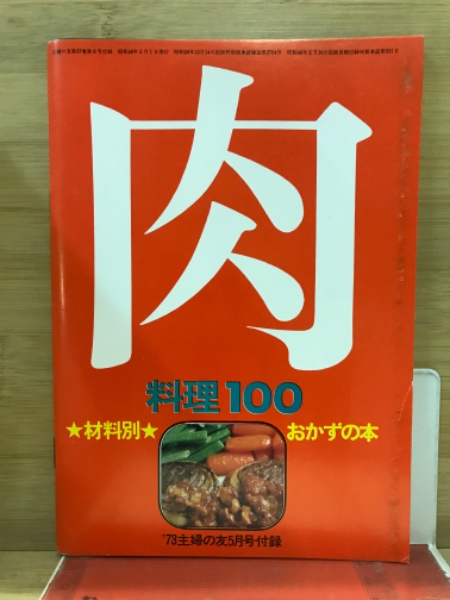 肉
料理100
★材料別★
おかずの本
'73主婦の友5月号付録